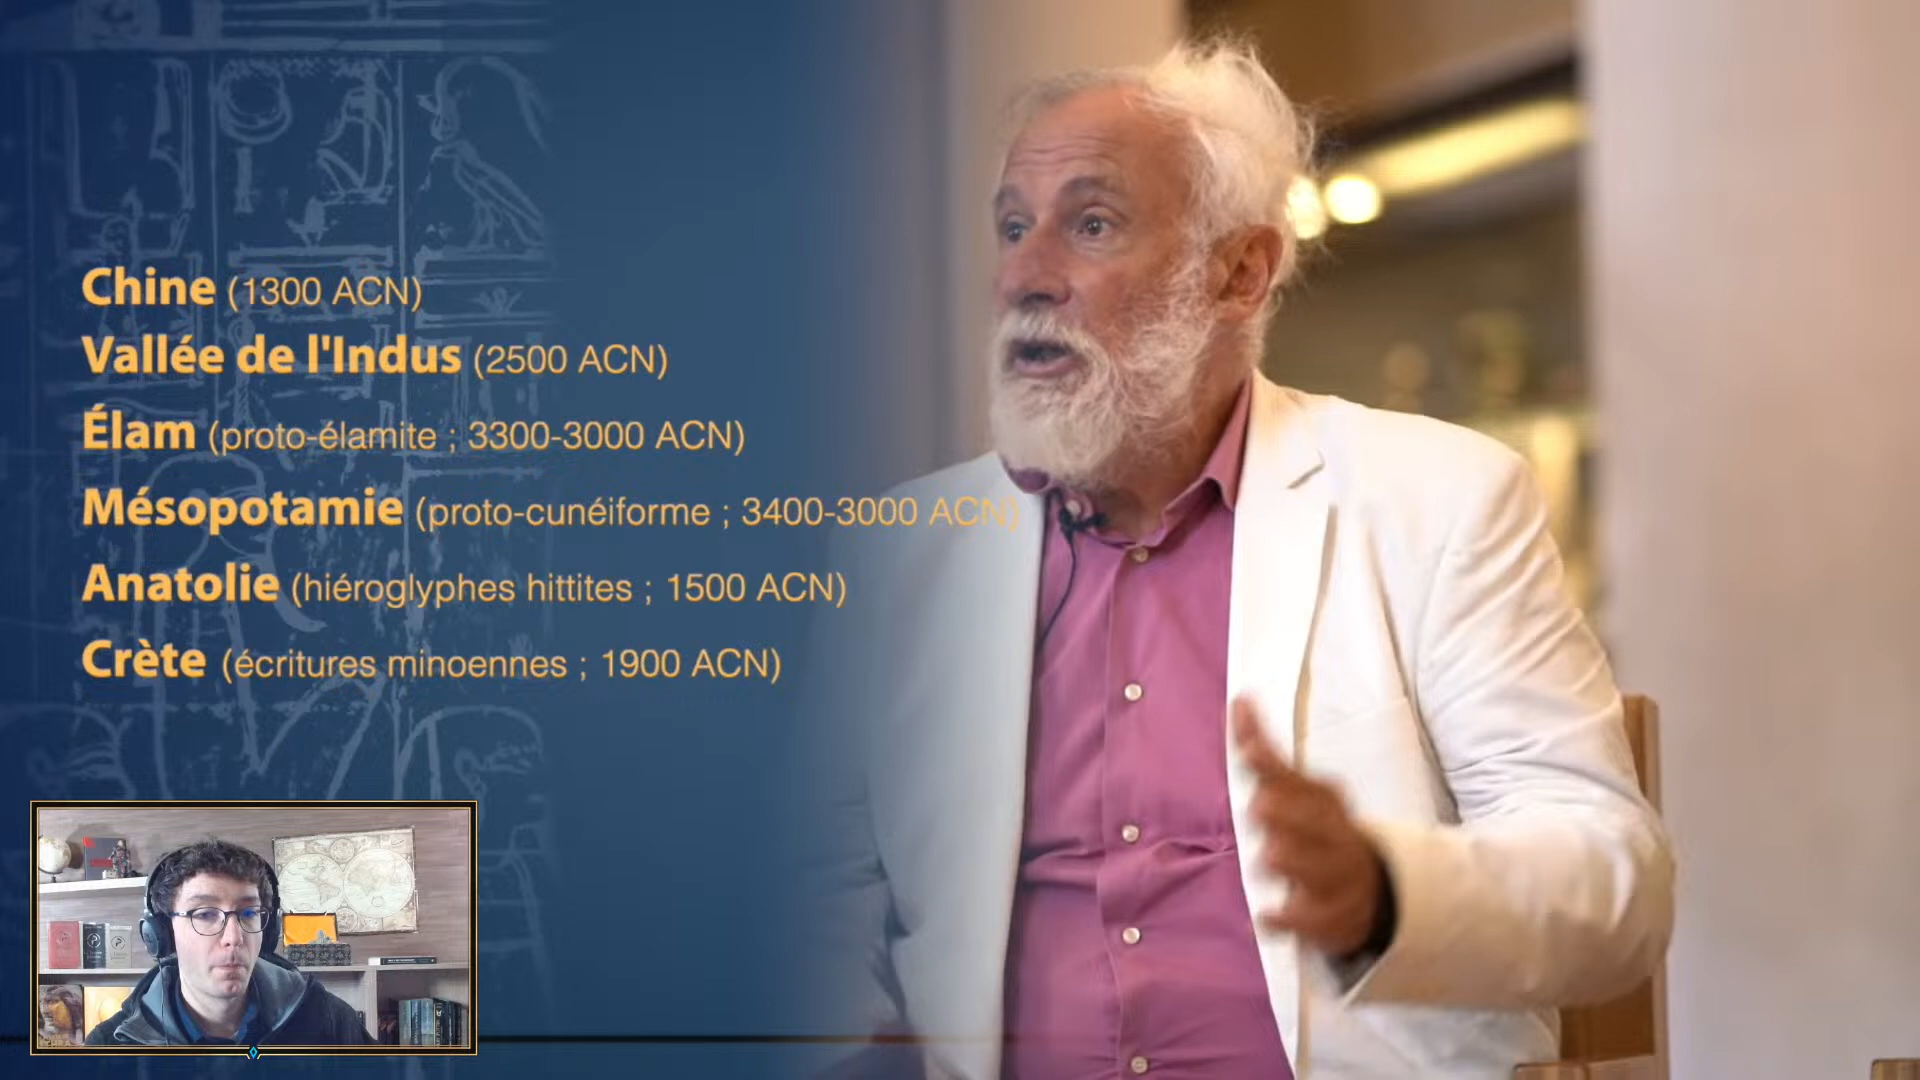 Chine (1300 ACN)
Vallée de l'Indus (2500 ACN)
Élam (proto-élamite ; 3300-3000 ACN)
Mésopotamie (proto-cunéiforme ; 3400-3000 ACN)
Anatolie (hiéroglyphes hittites ; 1500 ACN)
Crète (écritures minoennes ; 1900 ACN)